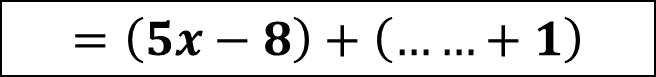 = (5x − 8) + (... ... + 1)